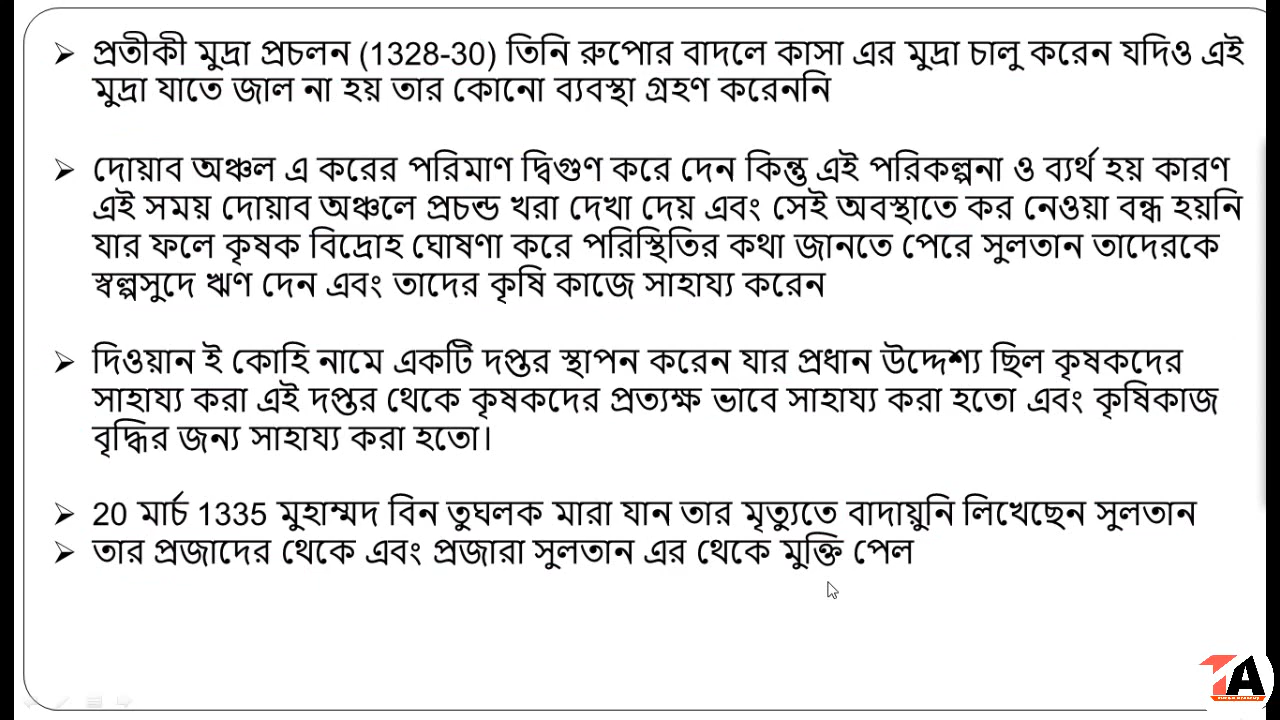 প্রতীকী মুদ্রা প্রচলন (1328-30) তিনি রুপোর বাদলে কাসা এর মুদ্রা চালু করেন যদিও এই
মুদ্রা যাতে জাল না হয় তার কোনো ব্যবস্থা গ্রহণ করেননি
দোয়াব অঞ্চল এ করের পরিমাণ দ্বিগুণ করে দেন কিন্তু এই পরিকল্পনা ও ব্যর্থ হয় কারণ
এই সময় দোয়াব অঞ্চলে প্রচন্ড খরা দেখা দেয় এবং সেই অবস্থাতে কর নেওয়া বন্ধ হয়নি
যার ফলে কৃষক বিদ্রোহ ঘোষণা করে পরিস্থিতির কথা জানতে পেরে সুলতান তাদেরকে
স্বল্পসুদে ঋণ দেন এবং তাদের কৃষি কাজে সাহায্য করেন
দিওয়ান ই কোহি নামে একটি দপ্তর স্থাপন করেন যার প্রধান উদ্দেশ্য ছিল কৃষকদের
সাহায্য করা এই দপ্তর থেকে কৃষকদের প্রত্যক্ষ ভাবে সাহায্য করা হতো এবং কৃষিকাজ
বৃদ্ধির জন্য সাহায্য করা হতো।
20 মার্চ 1335 মুহাম্মদ বিন তুঘলক মারা যান তার মৃত্যুতে বাদায়ুনি লিখেছেন সুলতান
তার প্রজাদের থেকে এবং প্রজারা সুলতান এর থেকে মুক্তি পেল